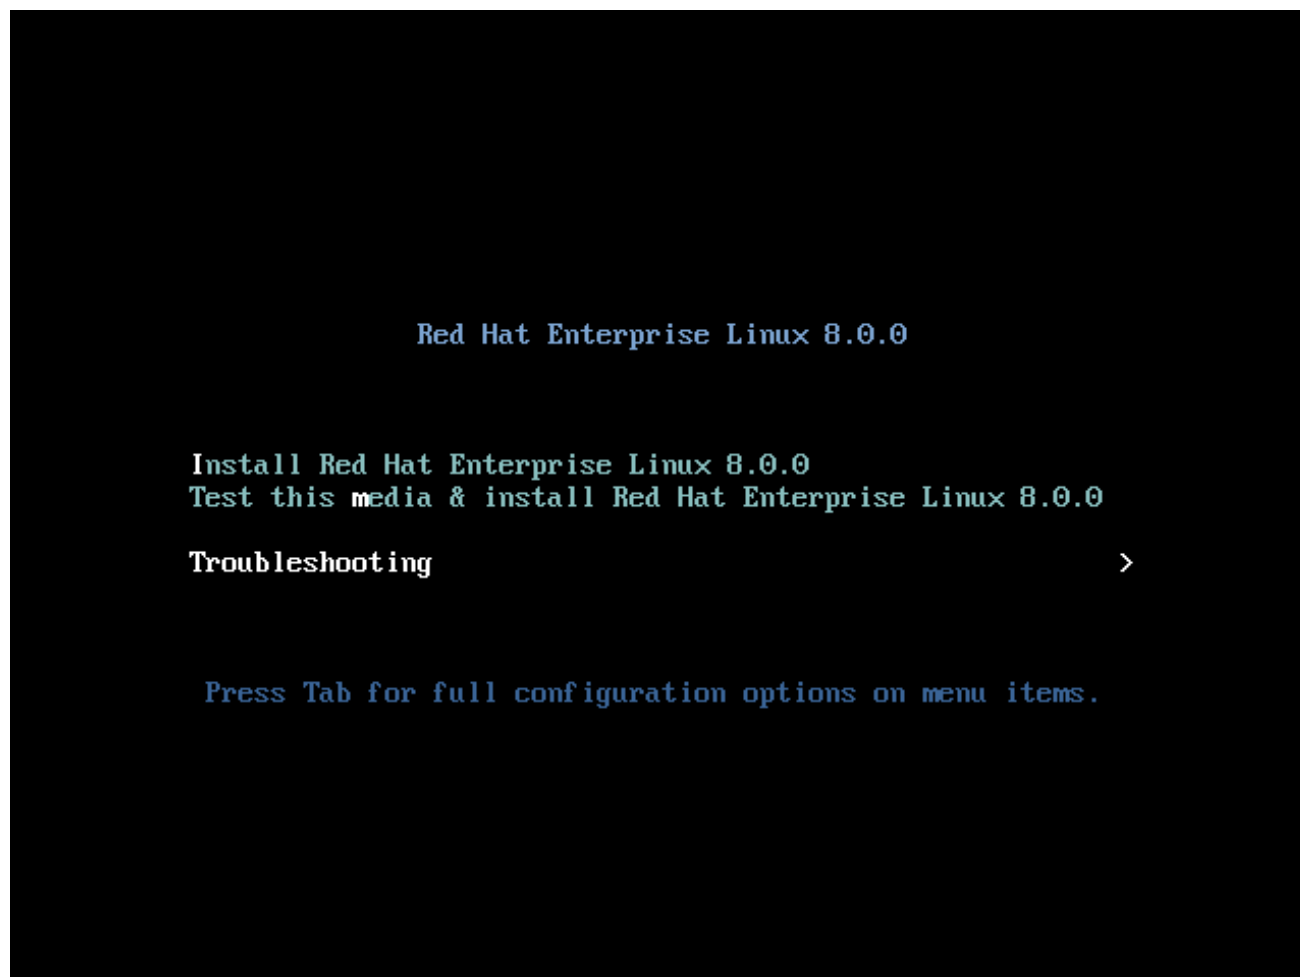 Red Hat Enterprise Linux 8.0.0
Install Red Hat Enterprise Linux 8.0.0
Test this media & install Red Hat Enterprise Linux 8.0.0
Troubleshooting >
Press Tab for full configuration options on menu items.